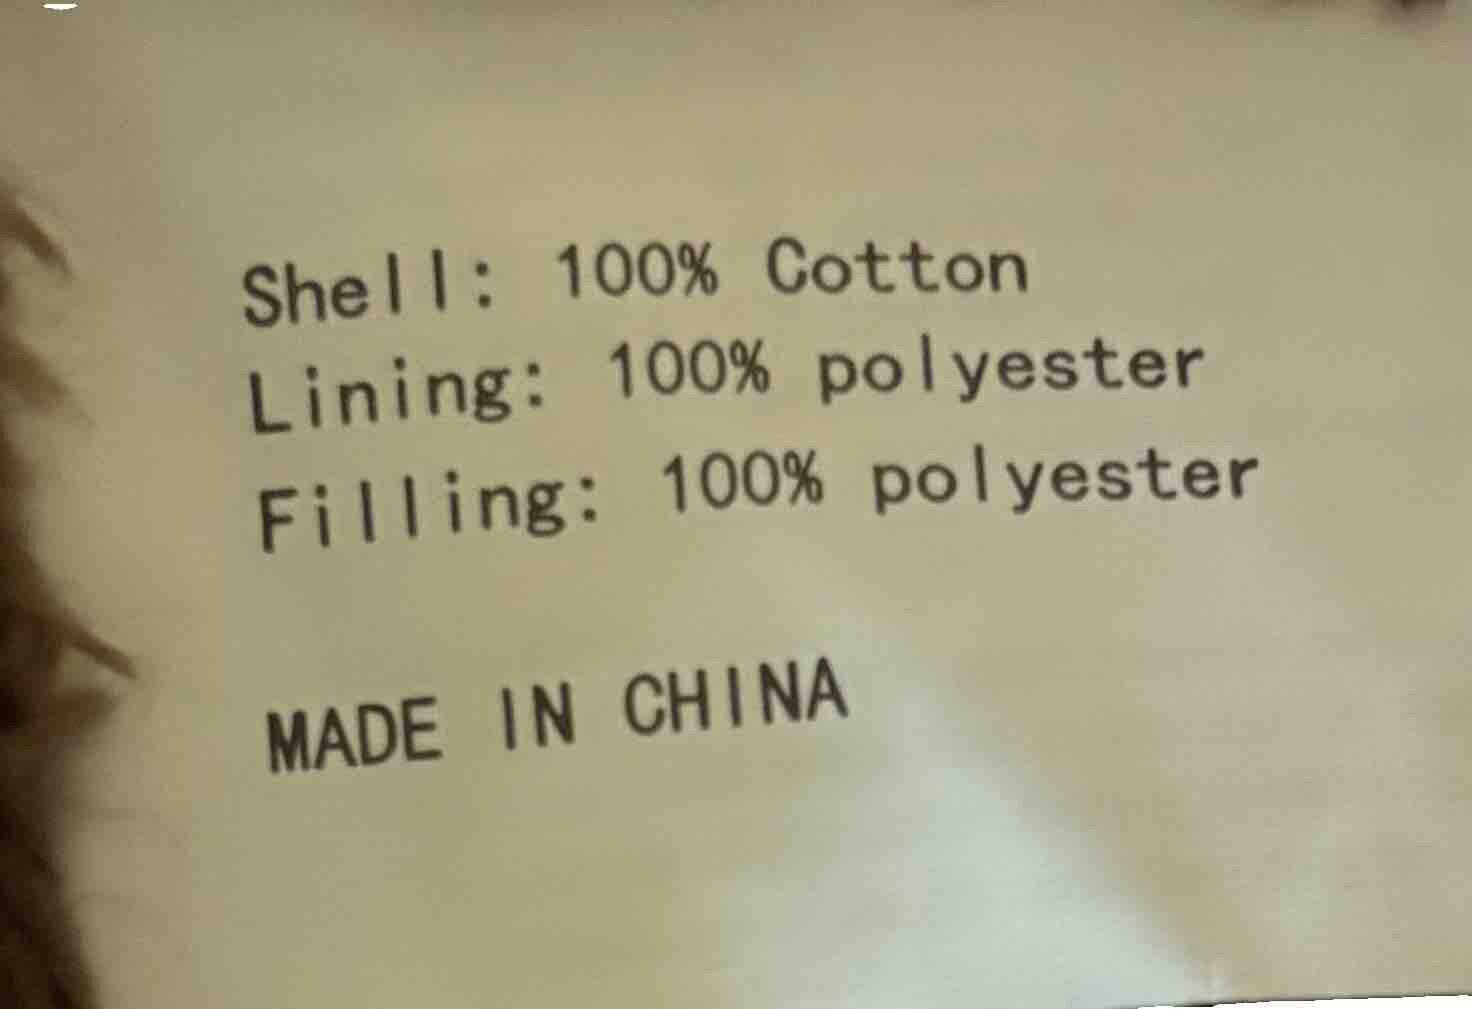 Shell: 100% Cotton
Lining: 100% polyester
Filling: 100% polyester
MADE IN CHINA